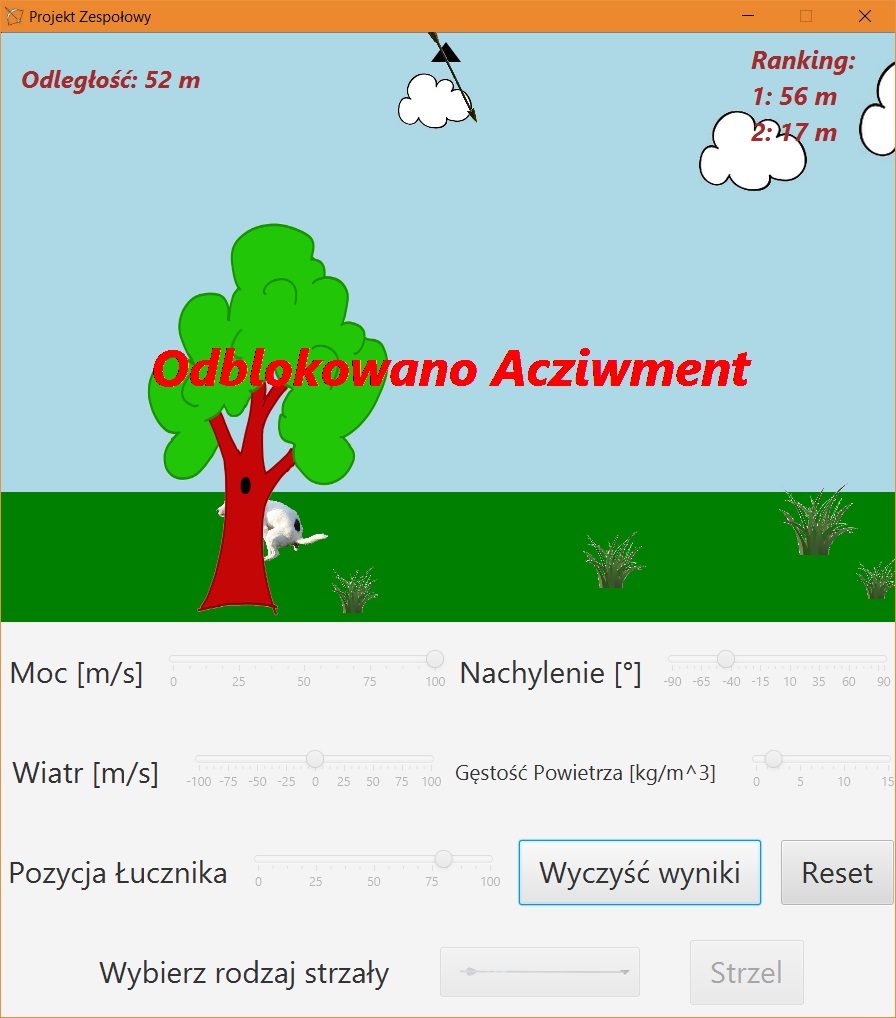 Projekt Zespołowy
Odległość: 52 m
Ranking:
1: 56 m
2: 17 m
Odblokowano Acziwment
Moc [m/s]
0 25 50 75 100
Nachylenie [°]
-90 -65 -40 -15 10 35 60 90
Wiatr [m/s]
-100 -75 -50 -25 0 25 50 75 100
Gęstość Powietrza [kg/m^3]
0 5 10 15
Pozycja Łucznika
0 25 50 75 100
Wyczyść wyniki
Reset
Wybierz rodzaj strzały
Strzel